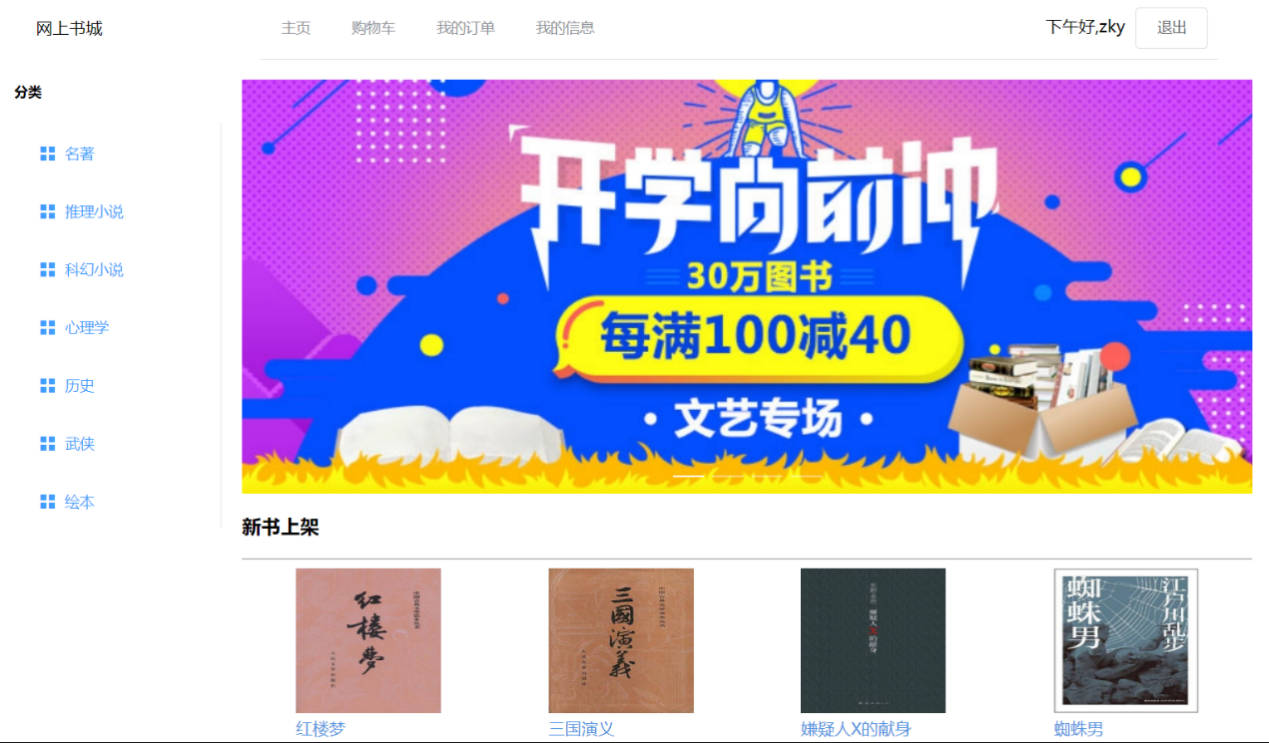 网上书城
主页 购物车 我的订单 我的信息
下午好,zky 退出
分类
名著
推理小说
科幻小说
心理学
历史
武侠
绘本
开学向前冲
30万图书
每满100减40
·文艺专场·
新书上架
红楼夢
三國演義
嫌疑人X的献身
蜘蛛男
江户川乱步
红楼梦
三国演义
嫌疑人X的献身
蜘蛛男